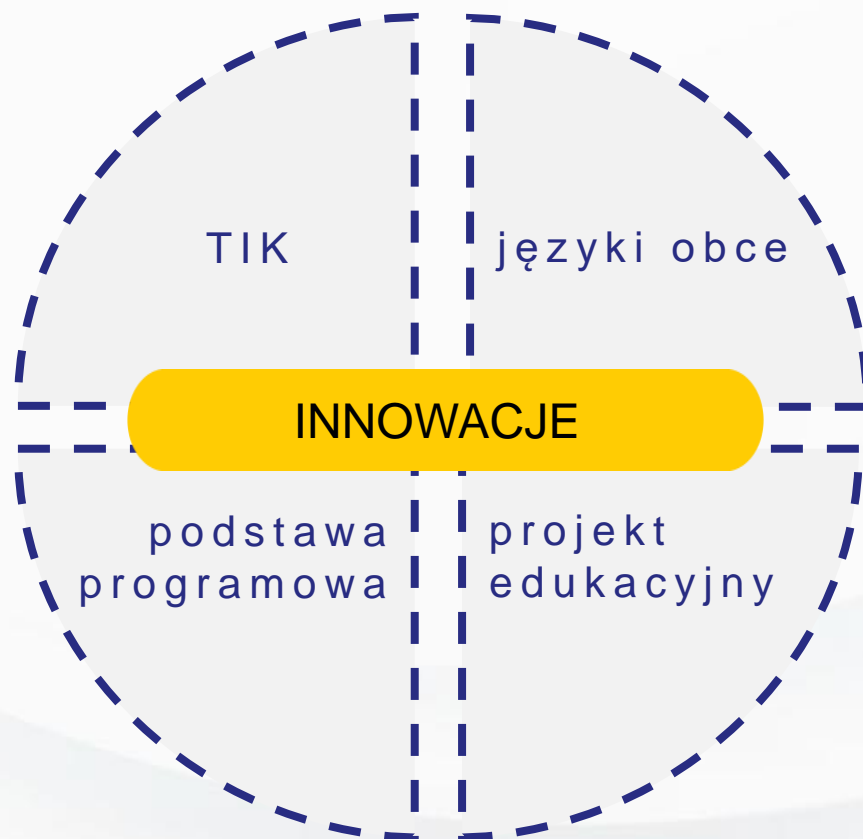 TIK
języki obce
INNOWACJE
podstawa
programowa
projekt
edukacyjny